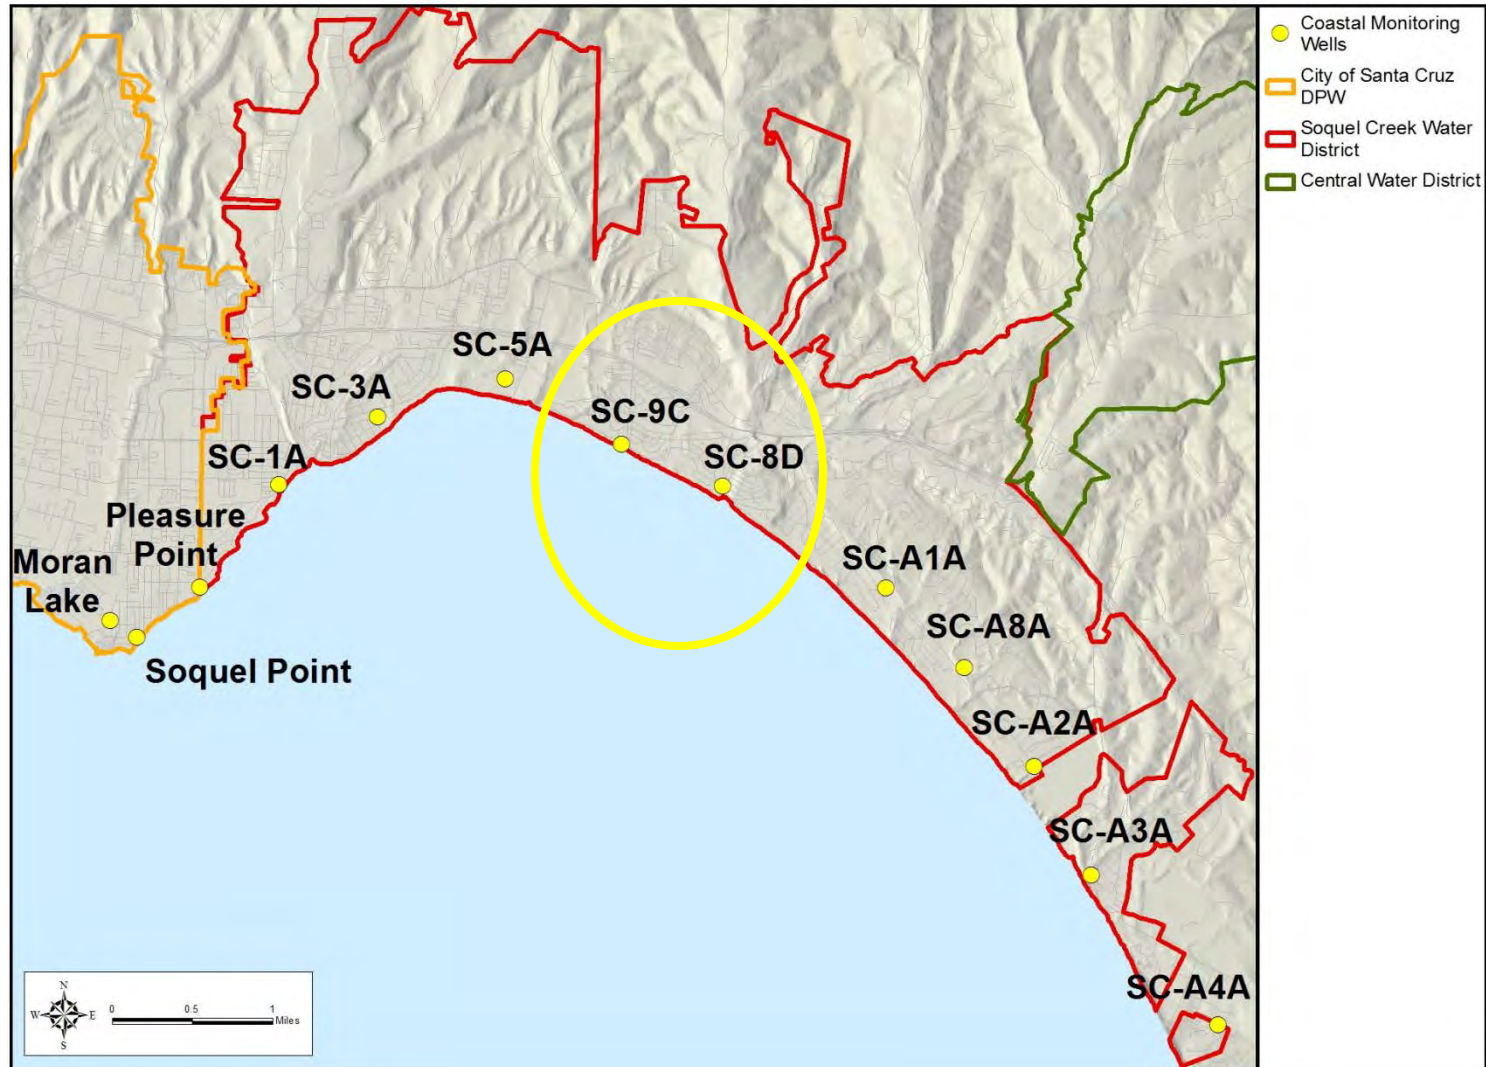 Coastal Monitoring
Wells
City of Santa Cruz
DPW
Soquel Creek Water
District
Central Water District
SC-5A
SC-3A
SC-9C
SC-1A
SC-8D
Pleasure
Point
Moran
Lake
SC-A1A
SC-A8A
Soquel Point
SC-A2A
SC-A3A
SC-A4A
N
W
E
S
0
0.5
1
Miles